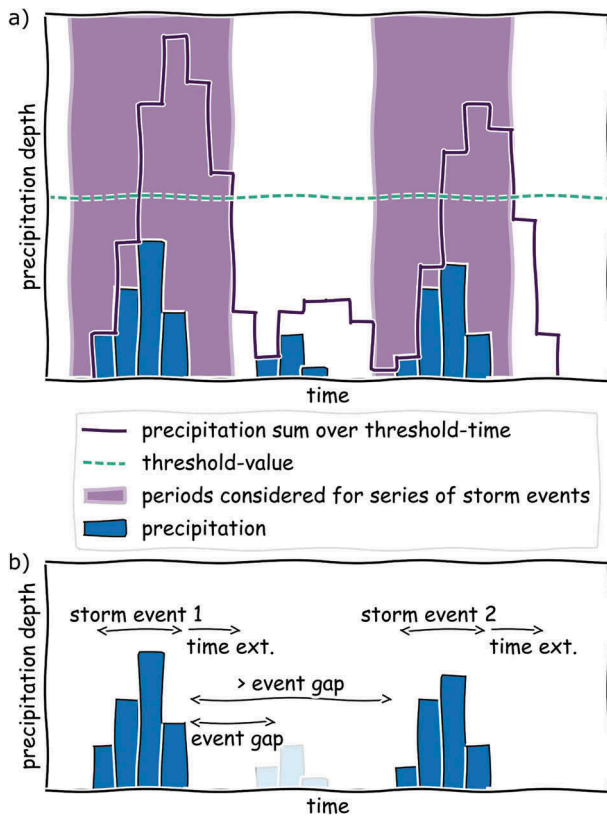 a)
precipitation depth
time
precipitation sum over threshold-time
threshold-value
periods considered for series of storm events
precipitation
b)
precipitation depth
storm event 1
time ext.
storm event 2
time ext.
> event gap
event gap
time